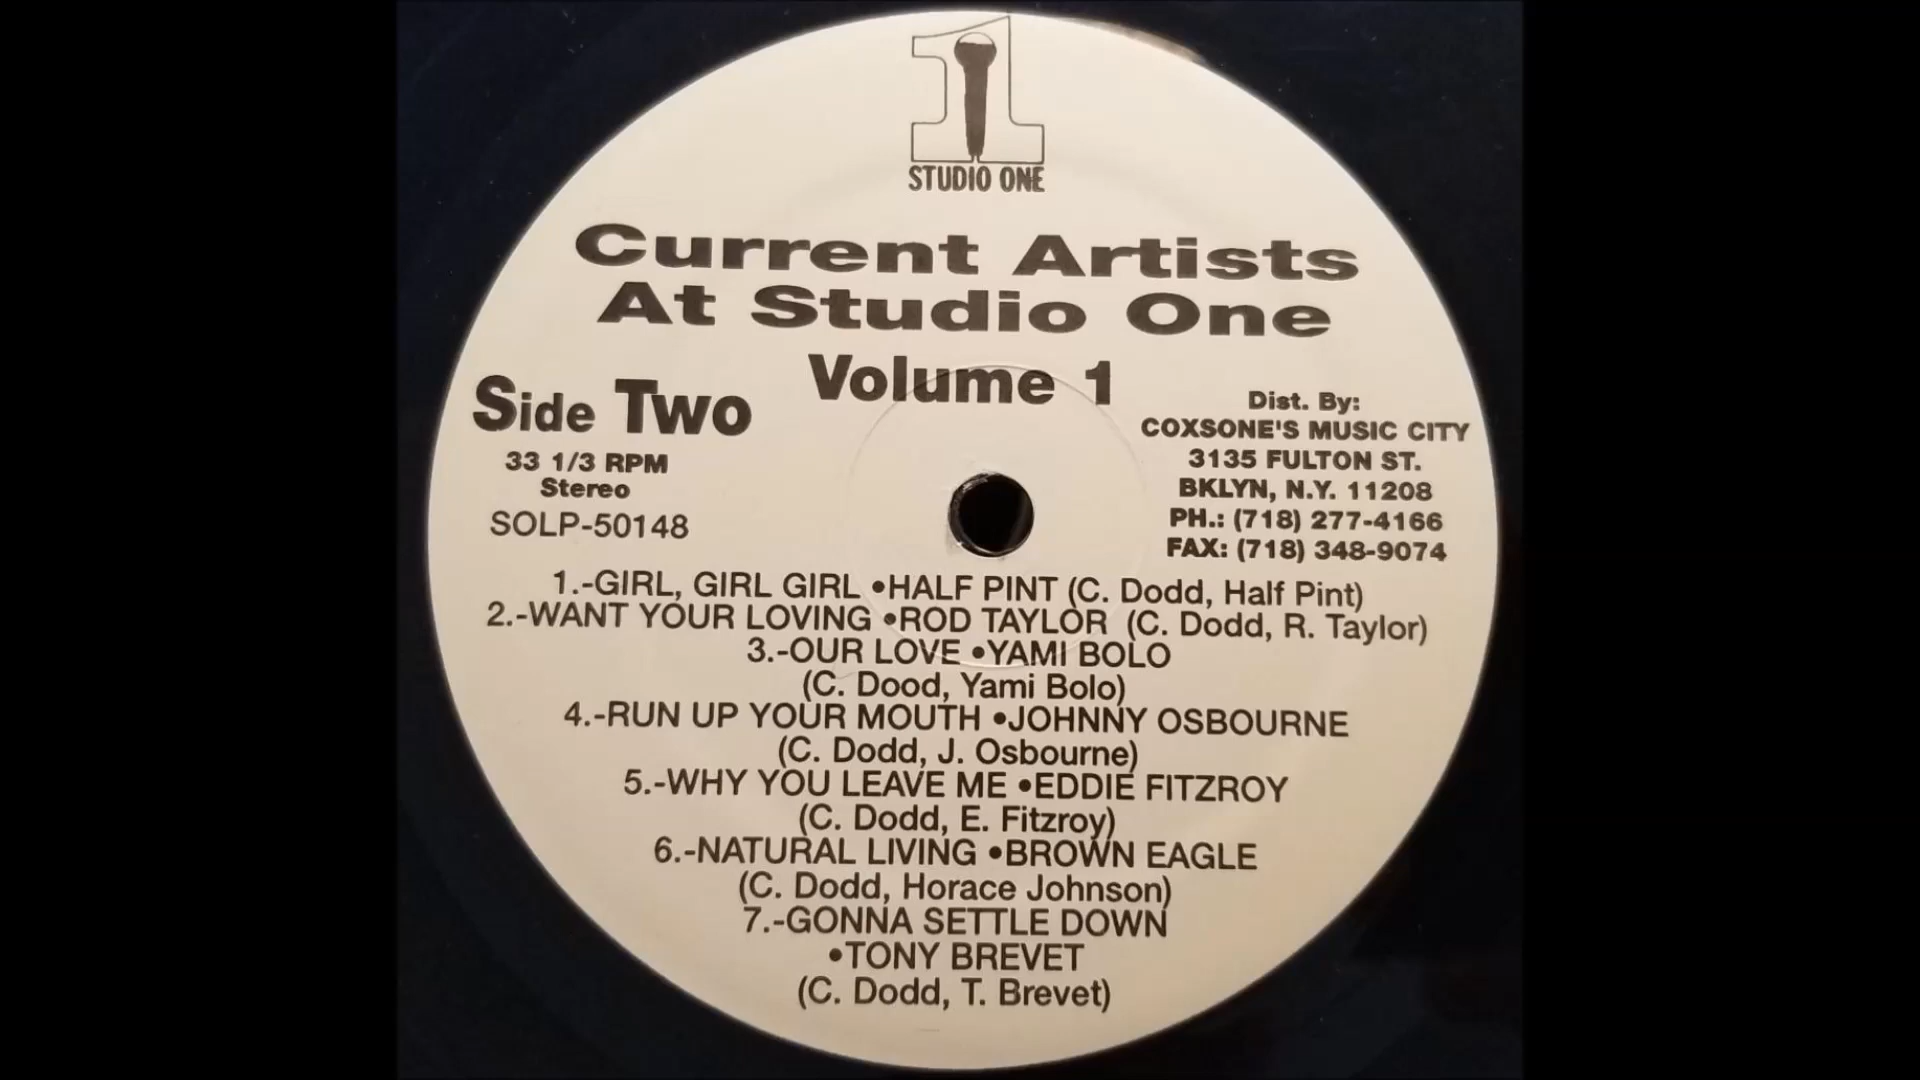 1
STUDIO ONE
Current Artists
At Studio One
Volume 1
Side Two
33 1/3 RPM
Stereo
SOLP-50148
Dist. By:
COXSONE'S MUSIC CITY
3135 FULTON ST.
BKLYN, N.Y. 11208
PH.: (718) 277-4166
FAX: (718) 348-9074
1.-GIRL, GIRL GIRL •HALF PINT (C. Dodd, Half Pint)
2.-WANT YOUR LOVING •ROD TAYLOR (C. Dodd, R. Taylor)
3.-OUR LOVE •YAMI BOLO
(C. Dood, Yami Bolo)
4.-RUN UP YOUR MOUTH •JOHNNY OSBOURNE
(C. Dodd, J. Osbourne)
5.-WHY YOU LEAVE ME •EDDIE FITZROY
(C. Dodd, E. Fitzroy)
6.-NATURAL LIVING •BROWN EAGLE
(C. Dodd, Horace Johnson)
7.-GONNA SETTLE DOWN
•TONY BREVET
(C. Dodd, T. Brevet)